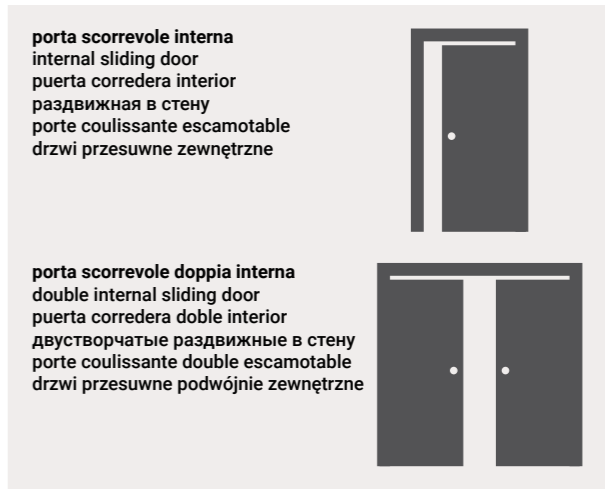 porta scorrevole interna
internal sliding door
puerta corredera interior
раздвижная в стену
porte coulissante escamotable
drzwi przesuwne zewnętrzne
porta scorrevole doppia interna
double internal sliding door
puerta corredera doble interior
двустворчатые раздвижные в стену
porte coulissante double escamotable
drzwi przesuwne podwójnie zewnętrzne